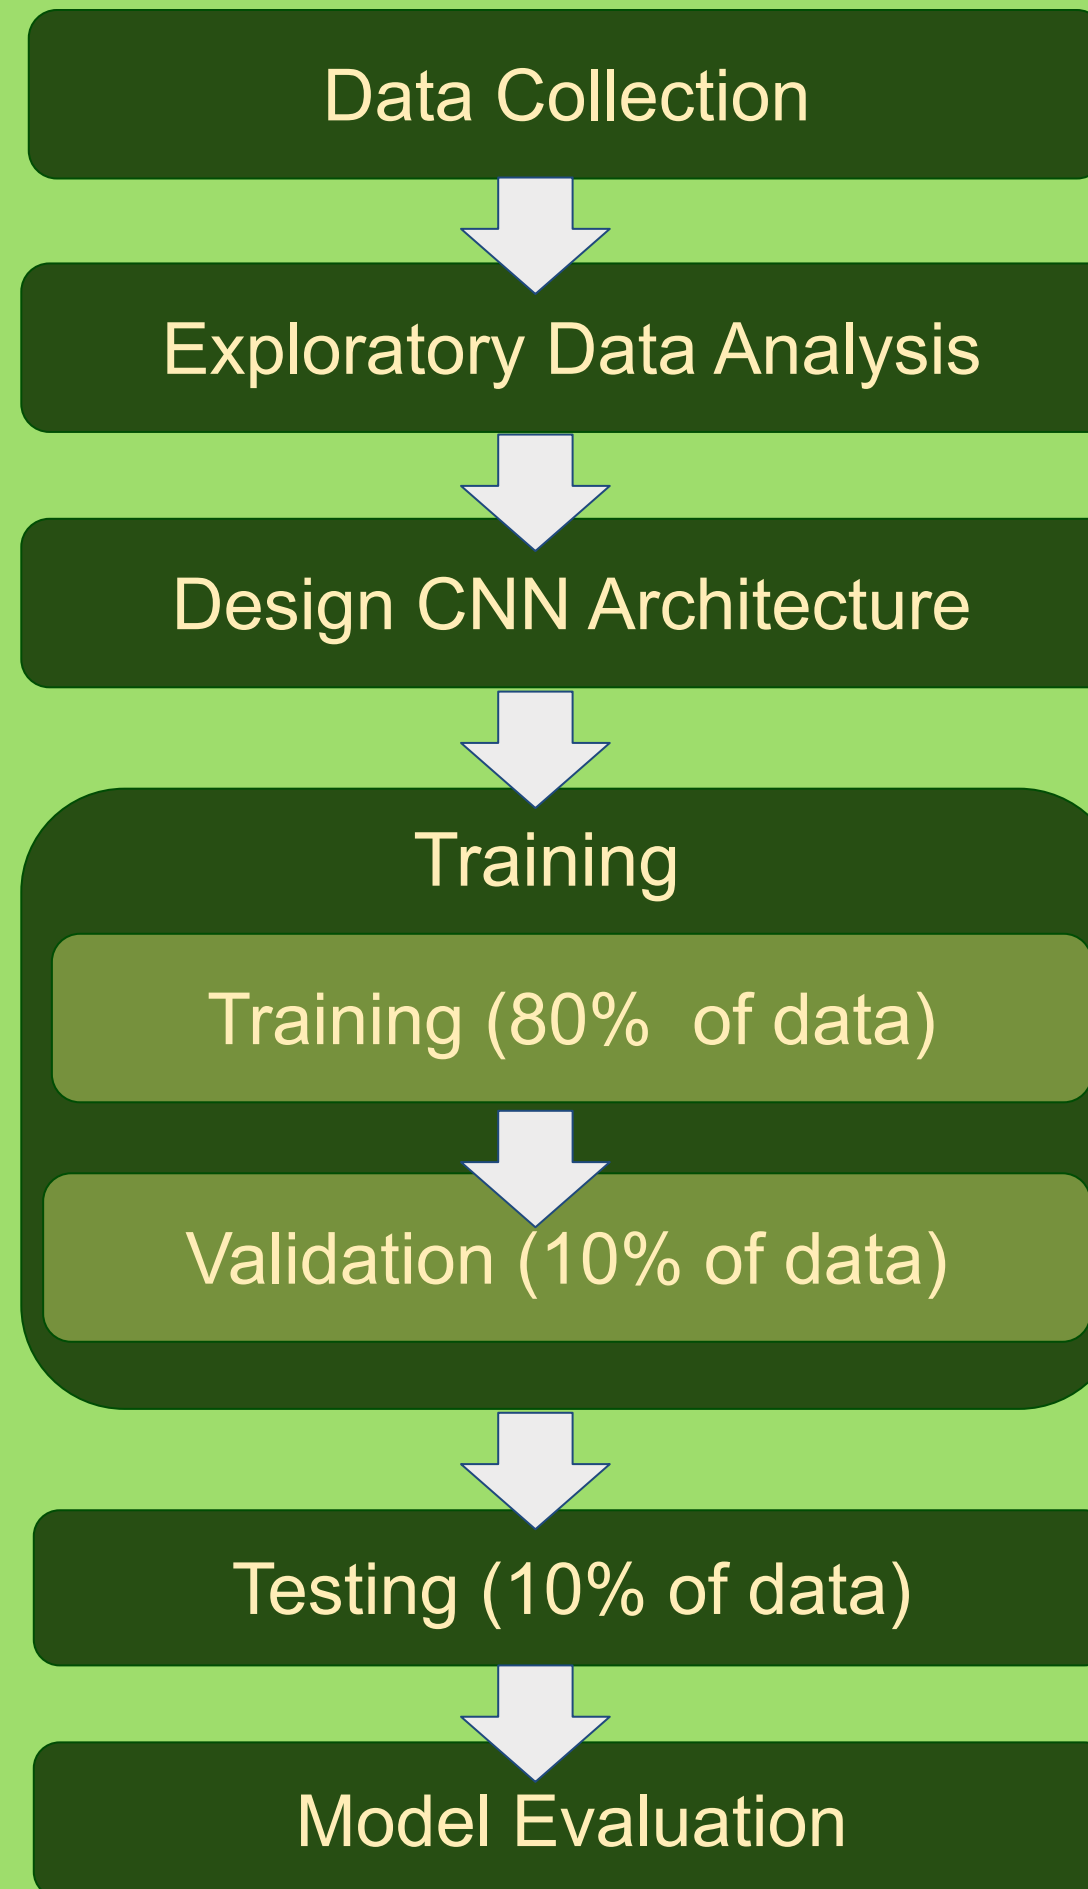 Data Collection
Exploratory Data Analysis
Design CNN Architecture
Training
Training (80%  of data)
Validation (10% of data)
Testing (10% of data)
Model Evaluation